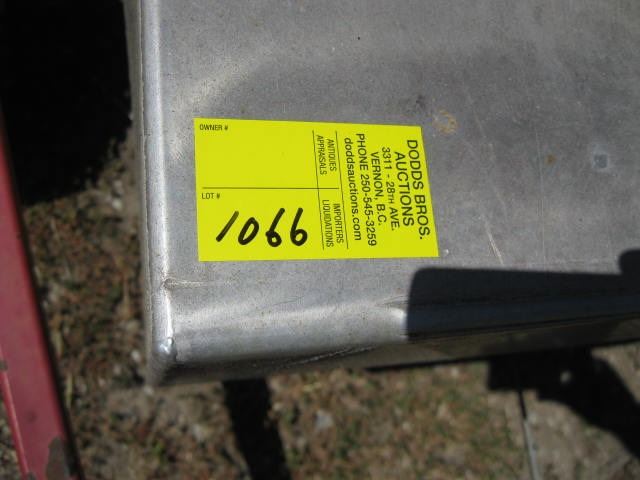 OWNER #
LOT #
1066
ANTIQUES
APPRAISALS
IMPORTERS
LIQUIDATIONS
DODDS BROS.
AUCTIONS
3311 - 28TH AVE.
VERNON, B.C.
PHONE 250-545-3259
doddsauctions.com